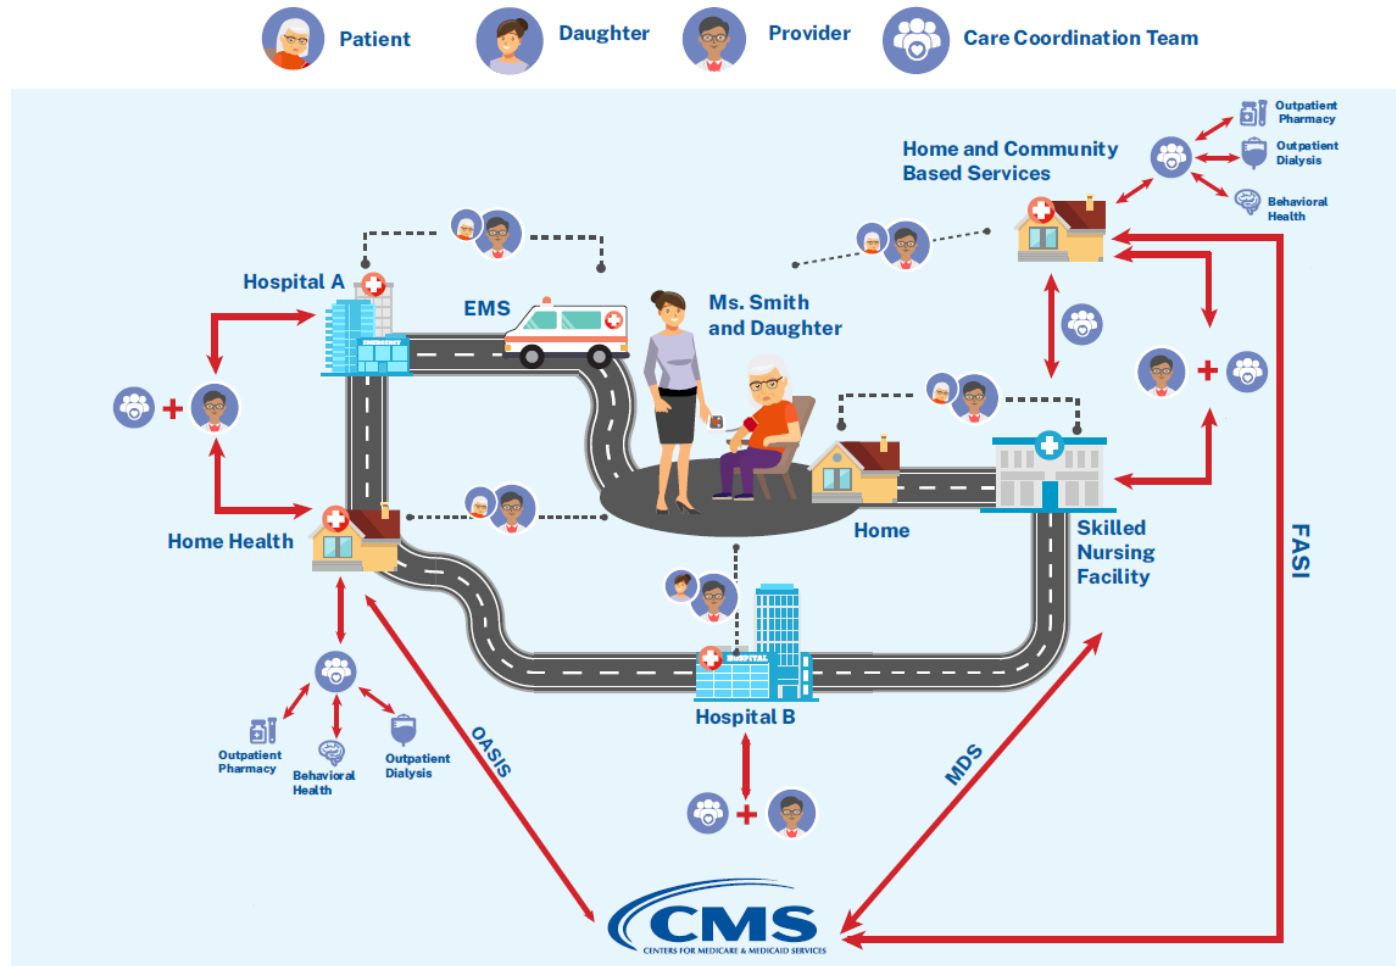 Patient
Daughter
Provider
Care Coordination Team
Outpatient
Pharmacy
Outpatient
Dialysis
Behavioral
Health
Home and Community
Based Services
Hospital A
EMERGENCY
EMS
Ms. Smith
and Daughter
Home Health
Home
Skilled
Nursing
Facility
FASI
HOSPITAL
Hospital B
Outpatient
Pharmacy
Behavioral
Health
Outpatient
Dialysis
OASIS
MDS
CMS
CENTERS FOR MEDICARE & MEDICAID SERVICES